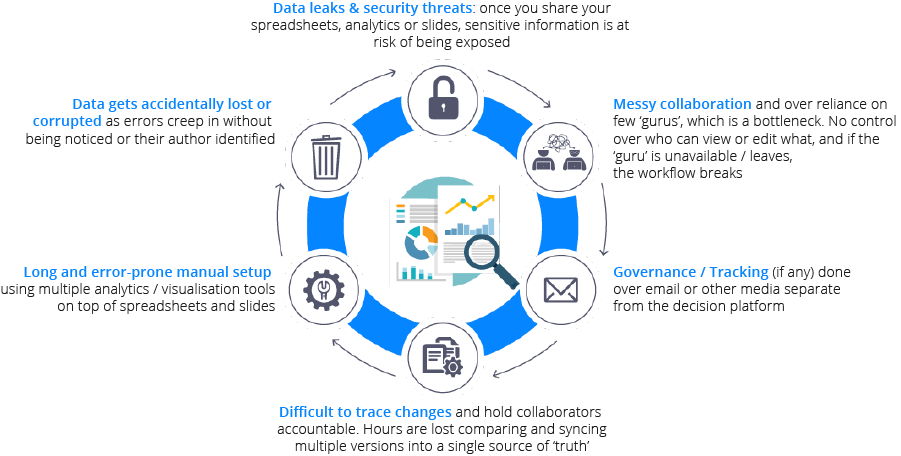 Data leaks & security threats: once you share your
spreadsheets, analytics or slides, sensitive information is at
risk of being exposed
Data gets accidentally lost or
corrupted as errors creep in without
being noticed or their author identified
Messy collaboration and over reliance on
few ‘gurus’, which is a bottleneck. No control
over who can view or edit what, and if the
‘guru’ is unavailable / leaves,
the workflow breaks
Long and error-prone manual setup
using multiple analytics / visualisation tools
on top of spreadsheets and slides
Governance / Tracking (if any) done
over email or other media separate
from the decision platform
Difficult to trace changes and hold collaborators
accountable. Hours are lost comparing and syncing
multiple versions into a single source of ‘truth’